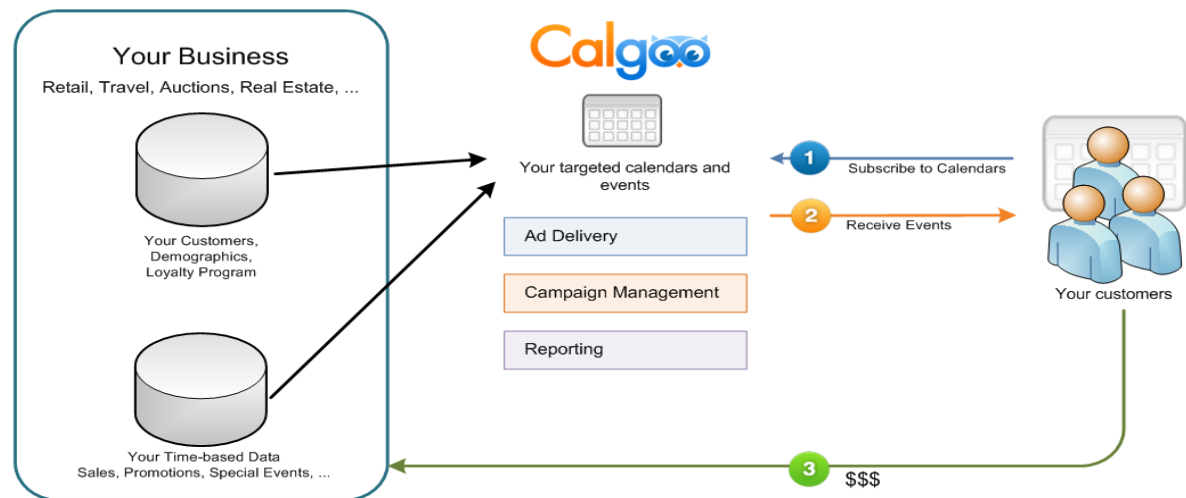 Your Business
Retail, Travel, Auctions, Real Estate, ...
Your Customers,
Demographics,
Loyalty Program
Your Time-based Data
Sales, Promotions, Special Events, ...
Calgoo
Your targeted calendars and
events
Ad Delivery
Campaign Management
Reporting
1
Subscribe to Calendars
2
Receive Events
Your customers
3
$$$